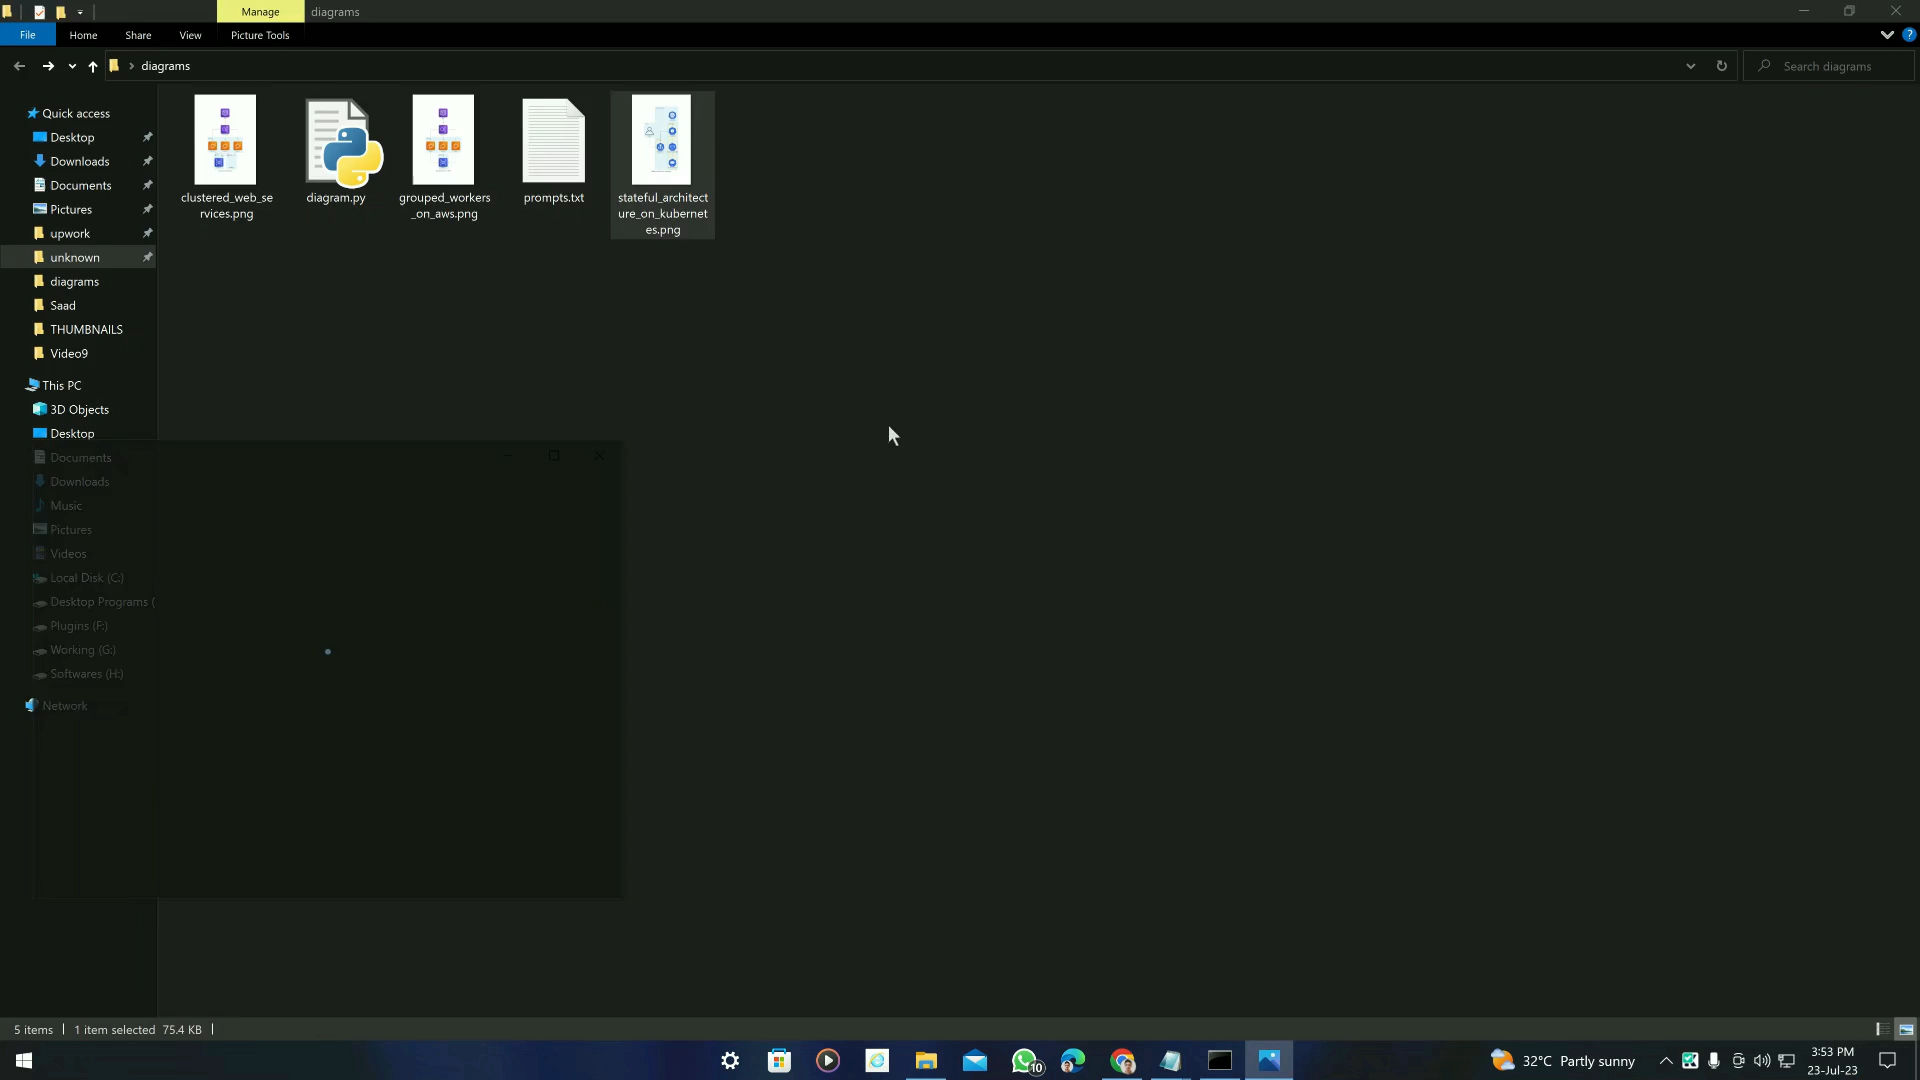 Manage
diagrams
File
Home
Share
View
Picture Tools
diagrams
Search diagrams
Quick access
Desktop
Downloads
Documents
Pictures
upwork
unknown
diagrams
Saad
THUMBNAILS
Video9
This PC
3D Objects
Desktop
Documents
Downloads
Music
Pictures
Videos
Local Disk (C:)
Desktop Programs (
Plugins (F:)
Working (G:)
Softwares (H:)
Network
clustered_web_se
rvices.png
diagram.py
grouped_workers
_on_aws.png
prompts.txt
stateful_architect
ure_on_kubernet
es.png
5 items
1 item selected 75.4 KB
10
32°C Partly sunny
3:53 PM
23-Jul-23